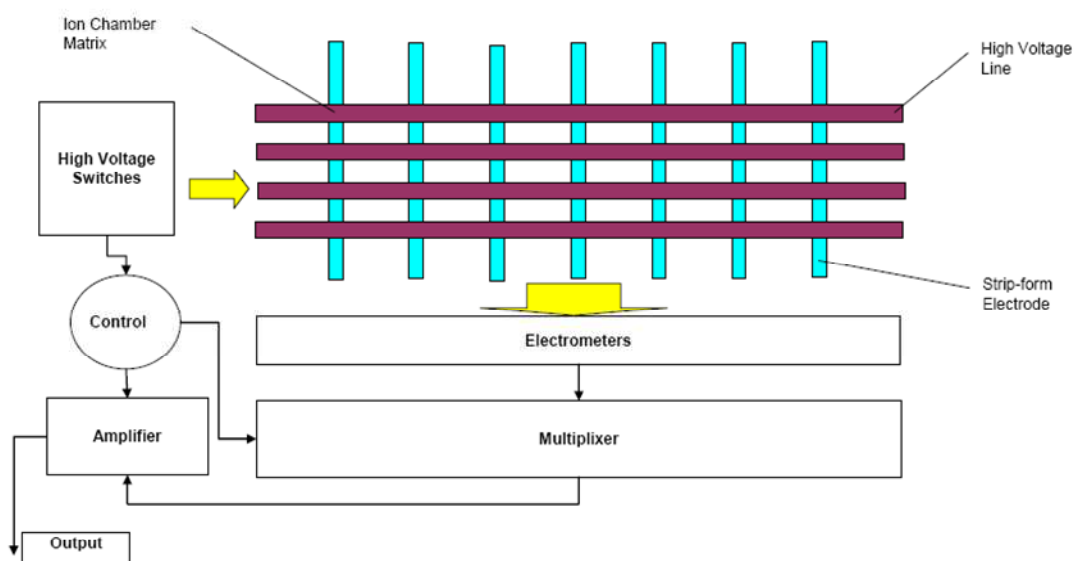 Ion Chamber
Matrix
High Voltage
Line
High Voltage
Switches
Strip-form
Electrode
Control
Electrometers
Amplifier
Multiplixer
Output